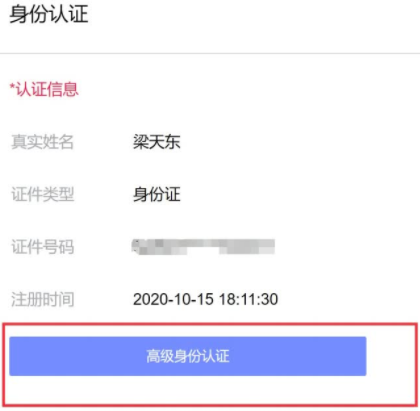 身份认证
*认证信息
真实姓名 梁天东
证件类型 身份证
证件号码
注册时间 2020-10-15 18:11:30
高级身份认证